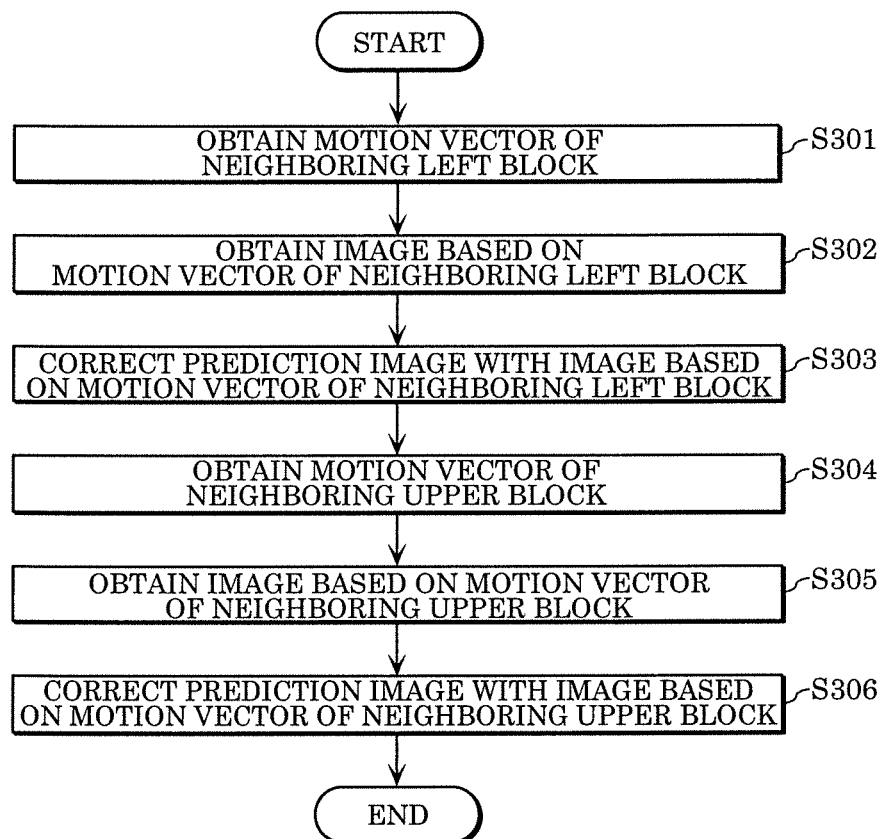 START
OBTAIN MOTION VECTOR OF
NEIGHBORING LEFT BLOCK
S301
OBTAIN IMAGE BASED ON
MOTION VECTOR OF NEIGHBORING LEFT BLOCK
S302
CORRECT PREDICTION IMAGE WITH IMAGE BASED
ON MOTION VECTOR OF NEIGHBORING LEFT BLOCK
S303
OBTAIN MOTION VECTOR OF
NEIGHBORING UPPER BLOCK
S304
OBTAIN IMAGE BASED ON MOTION VECTOR
OF NEIGHBORING UPPER BLOCK
S305
CORRECT PREDICTION IMAGE WITH IMAGE BASED
ON MOTION VECTOR OF NEIGHBORING UPPER BLOCK
S306
END